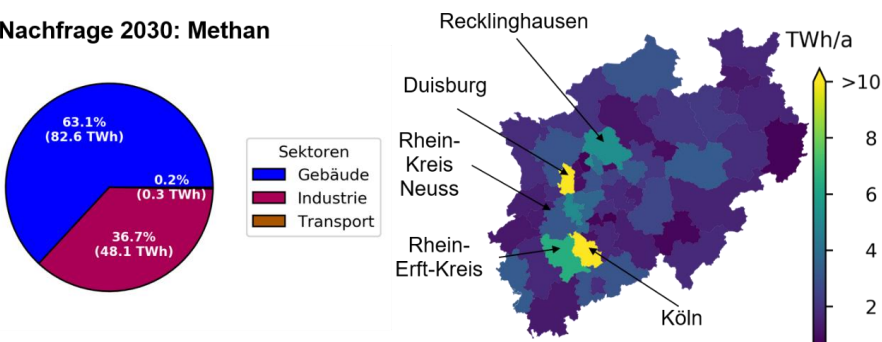 Nachfrage 2030: Methan
63.1%
(82.6 TWh)
0.2%
(0.3 TWh)
36.7%
(48.1 TWh)
Sektoren
Gebäude
Industrie
Transport
Recklinghausen
Duisburg
Rhein-
Kreis
Neuss
Rhein-
Erft-Kreis
Köln
TWh/a
>10
8
6
4
2